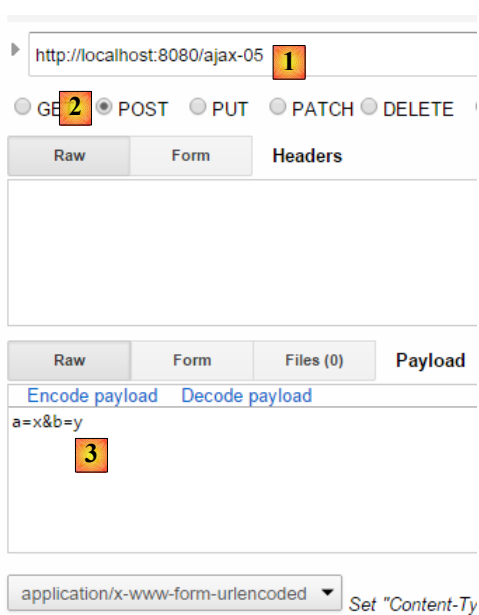 http://localhost:8080/ajax-05 1
GE 2 POST PUT PATCH DELETE
Raw Form Headers
Raw Form Files (0) Payload
Encode payload Decode payload
a=x&b=y
3
application/x-www-form-urlencoded Set "Content-Ty